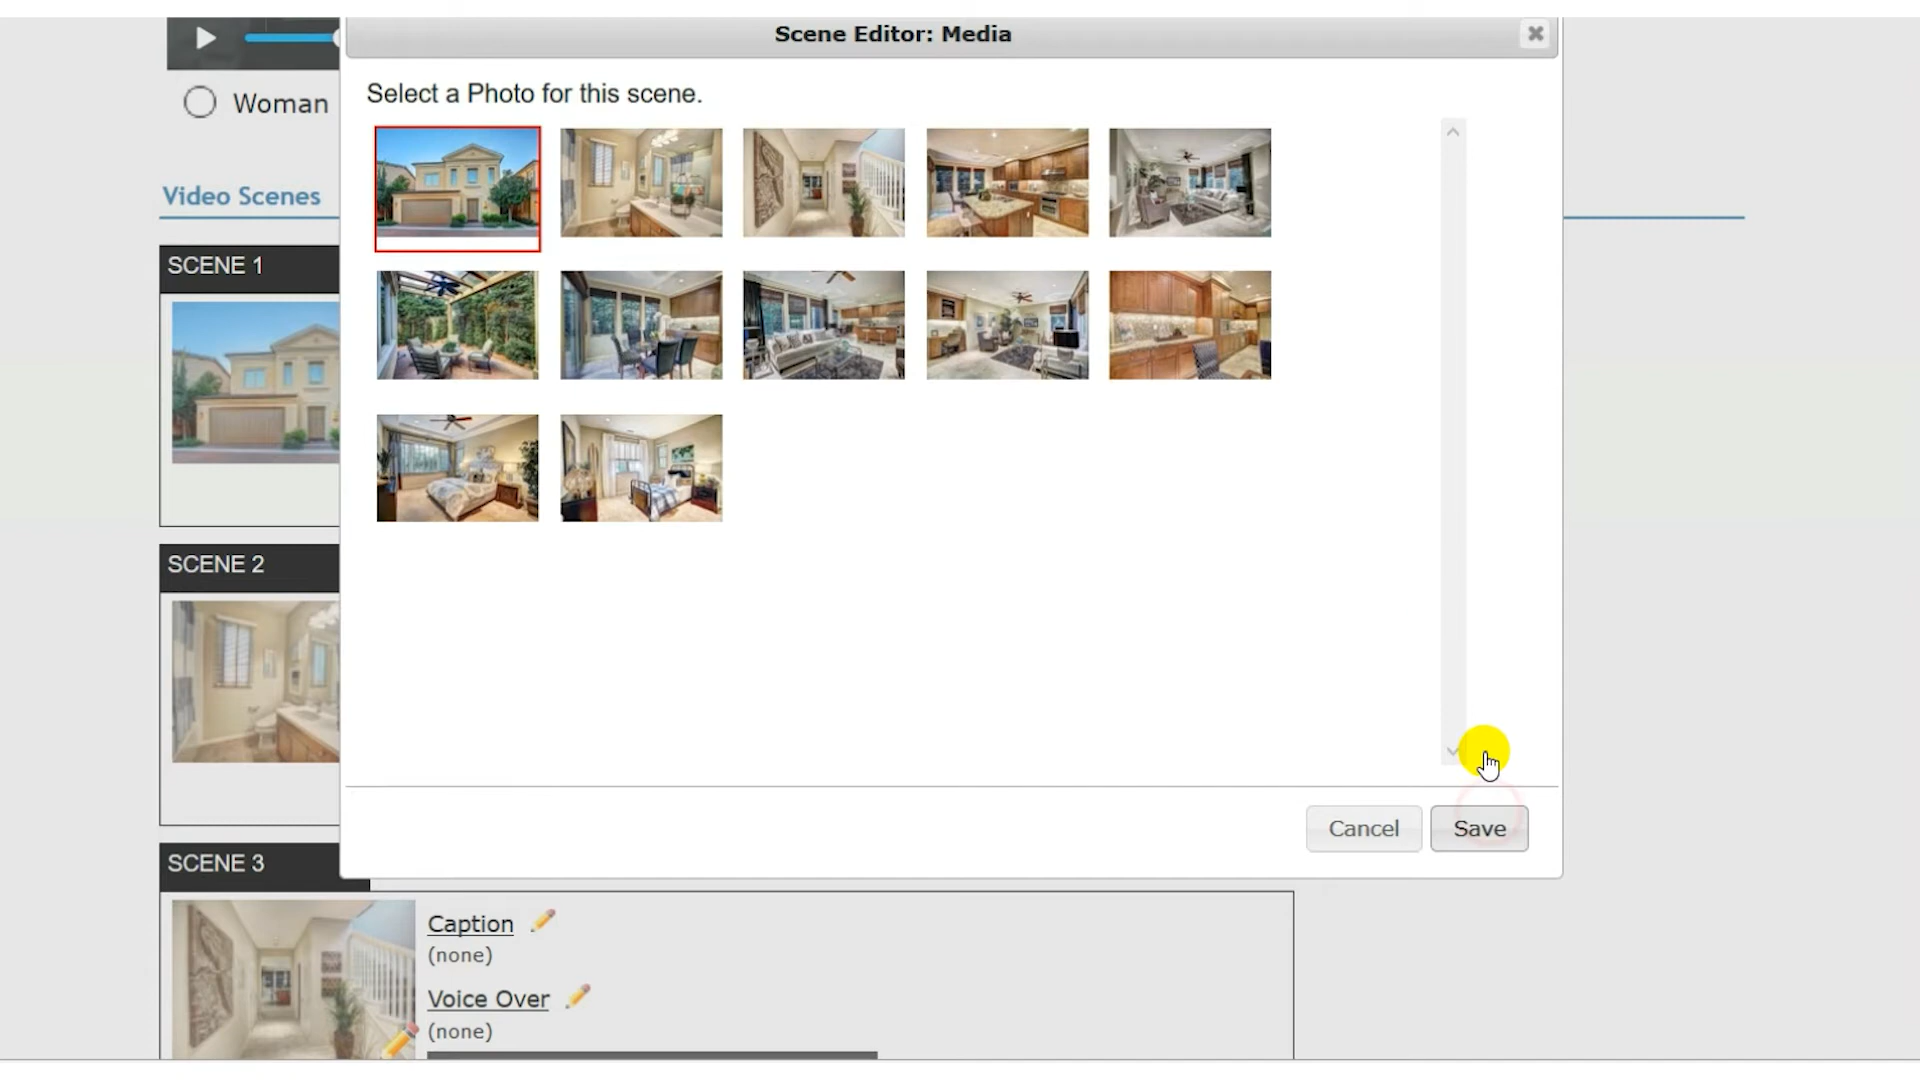 Scene Editor: Media
Select a Photo for this scene.
Woman
Video Scenes
SCENE 1
SCENE 2
Cancel
Save
SCENE 3
Caption
(none)
Voice Over
(none)